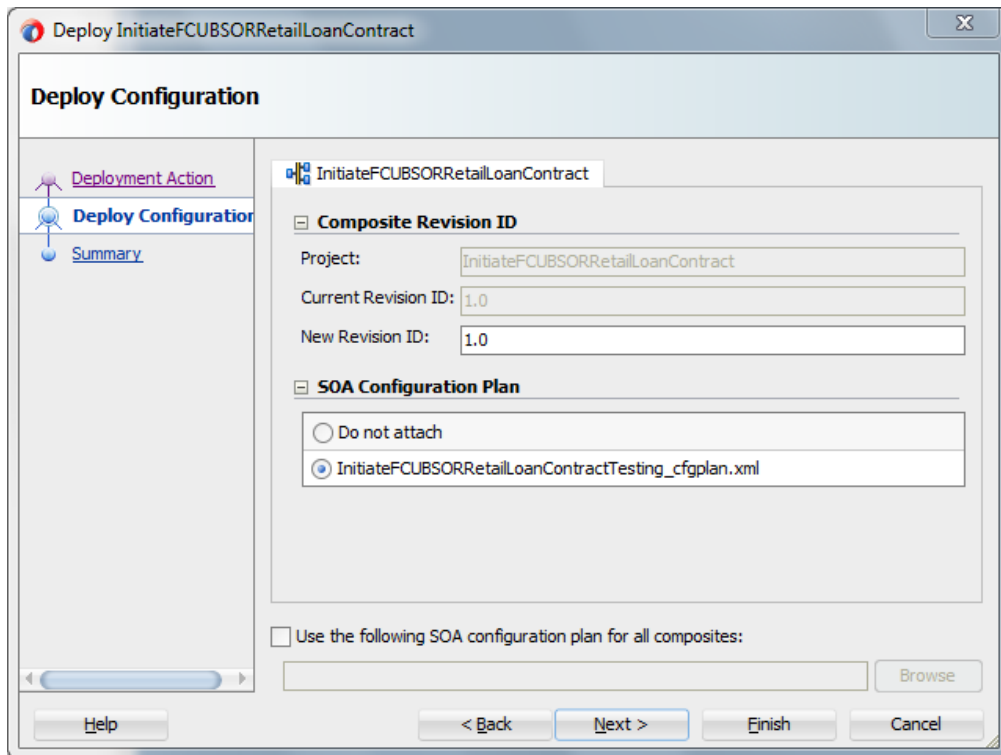 Deploy InitiateFCUBSORRetailLoanContract
Deploy Configuration
Deployment Action
Deploy Configuration
Summary
InitiateFCUBSORRetailLoanContract
Composite Revision ID
Project: InitiateFCUBSORRetailLoanContract
Current Revision ID: 1.0
New Revision ID: 1.0
SOA Configuration Plan
Do not attach
InitiateFCUBSORRetailLoanContractTesting_cfgplan.xml
Use the following SOA configuration plan for all composites:
Browse
Help < Back Next > Finish Cancel